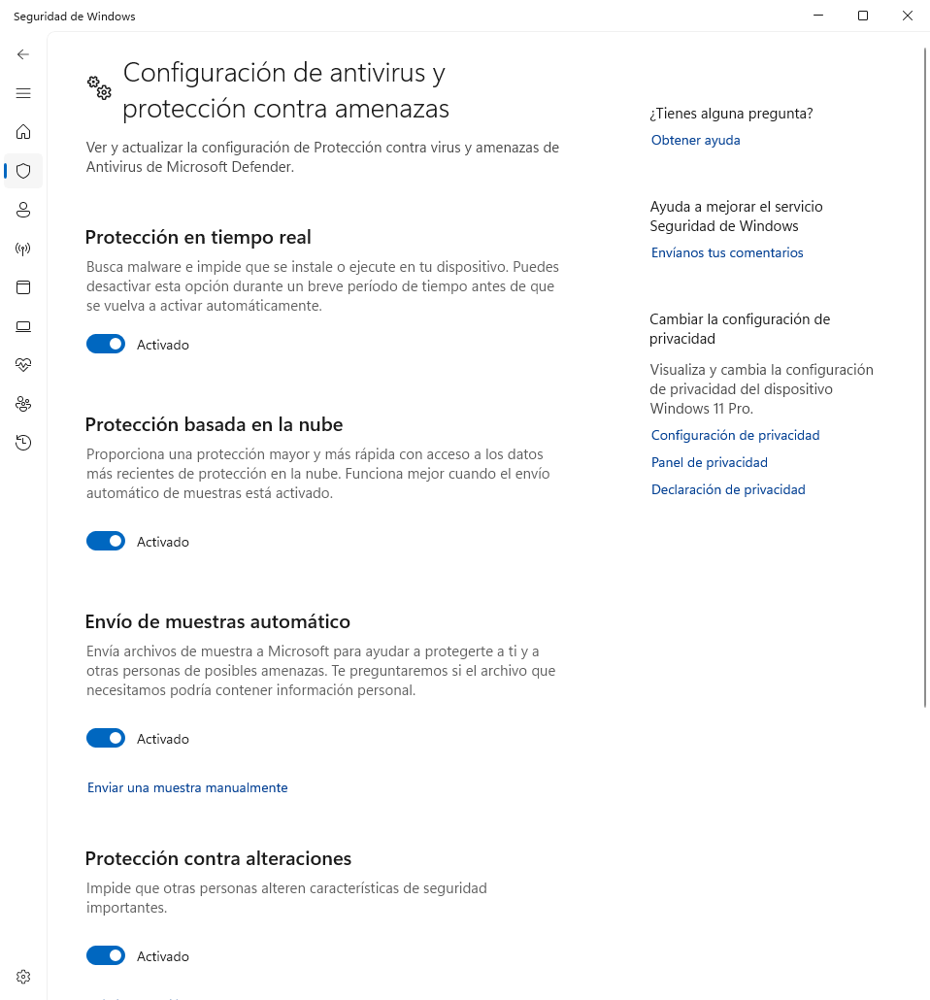 Seguridad de Windows
Configuración de antivirus y
protección contra amenazas
Ver y actualizar la configuración de Protección contra virus y amenazas de
Antivirus de Microsoft Defender.
Protección en tiempo real
Busca malware e impide que se instale o ejecute en tu dispositivo. Puedes
desactivar esta opción durante un breve período de tiempo antes de que
se vuelva a activar automáticamente.
Activado
Protección basada en la nube
Proporciona una protección mayor y más rápida con acceso a los datos
más recientes de protección en la nube. Funciona mejor cuando el envío
automático de muestras está activado.
Activado
Envío de muestras automático
Envía archivos de muestra a Microsoft para ayudar a protegerte a ti y a
otras personas de posibles amenazas. Te preguntaremos si el archivo que
necesitamos podría contener información personal.
Activado
Enviar una muestra manualmente
Protección contra alteraciones
Impide que otras personas alteren características de seguridad
importantes.
Activado
¿Tienes alguna pregunta?
Obtener ayuda
Ayuda a mejorar el servicio
Seguridad de Windows
Envíanos tus comentarios
Cambiar la configuración de
privacidad
Visualiza y cambia la configuración
de privacidad del dispositivo
Windows 11 Pro.
Configuración de privacidad
Panel de privacidad
Declaración de privacidad